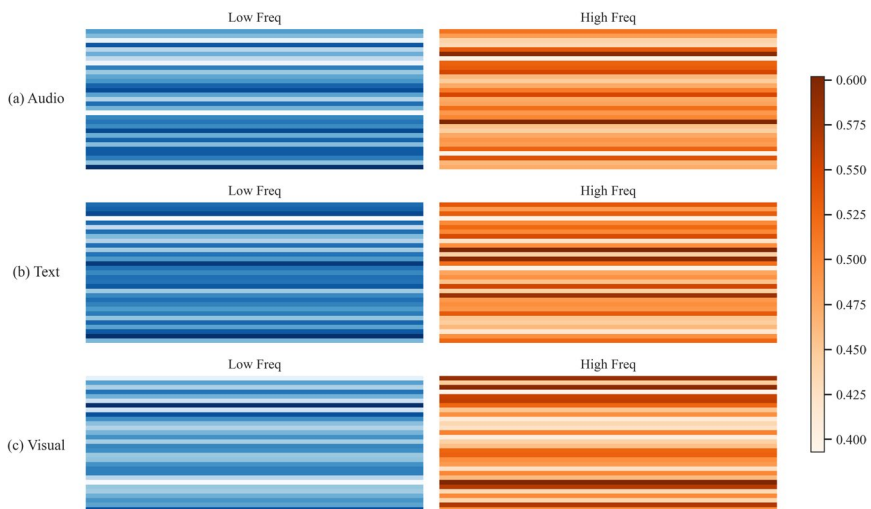 Low Freq
High Freq
(a) Audio
Low Freq
High Freq
(b) Text
Low Freq
High Freq
(c) Visual
0.600
0.575
0.550
0.525
0.500
0.475
0.450
0.425
0.400